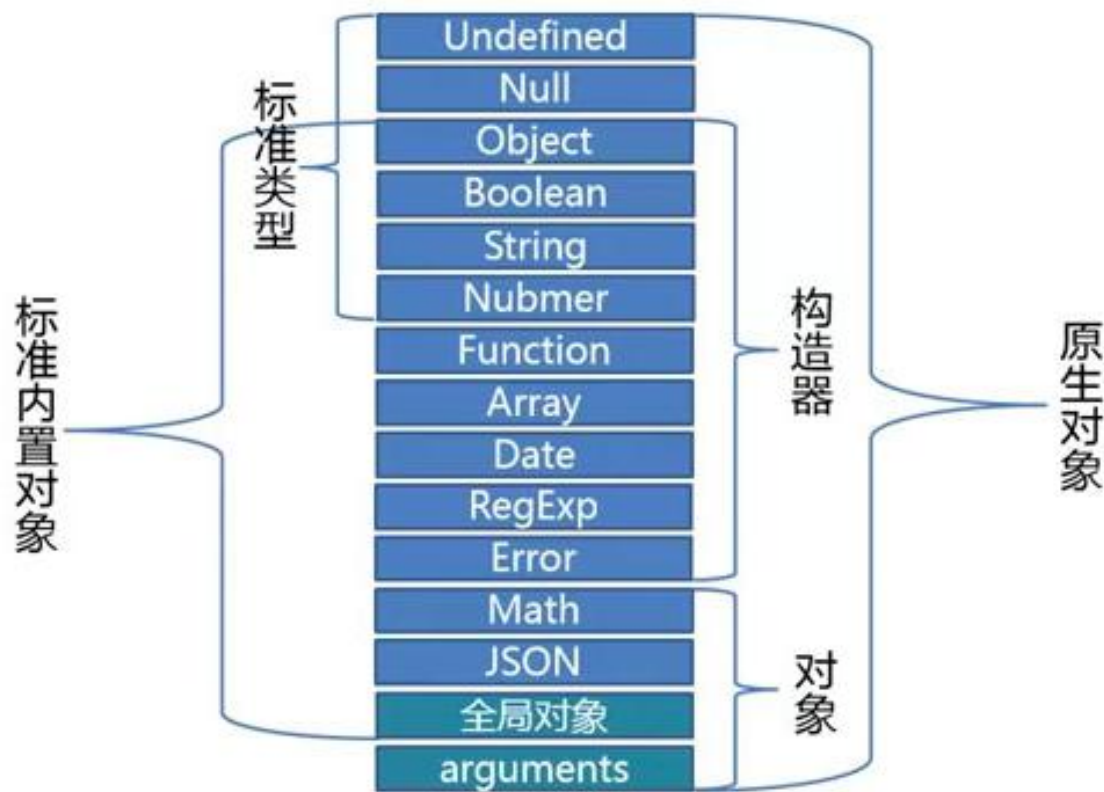 Undefined
Null
Object
Boolean
String
Nubmer
Function
Array
Date
RegExp
Error
Math
JSON
全局对象
arguments
标准类型
标准内置对象
构造器
对象
原生对象